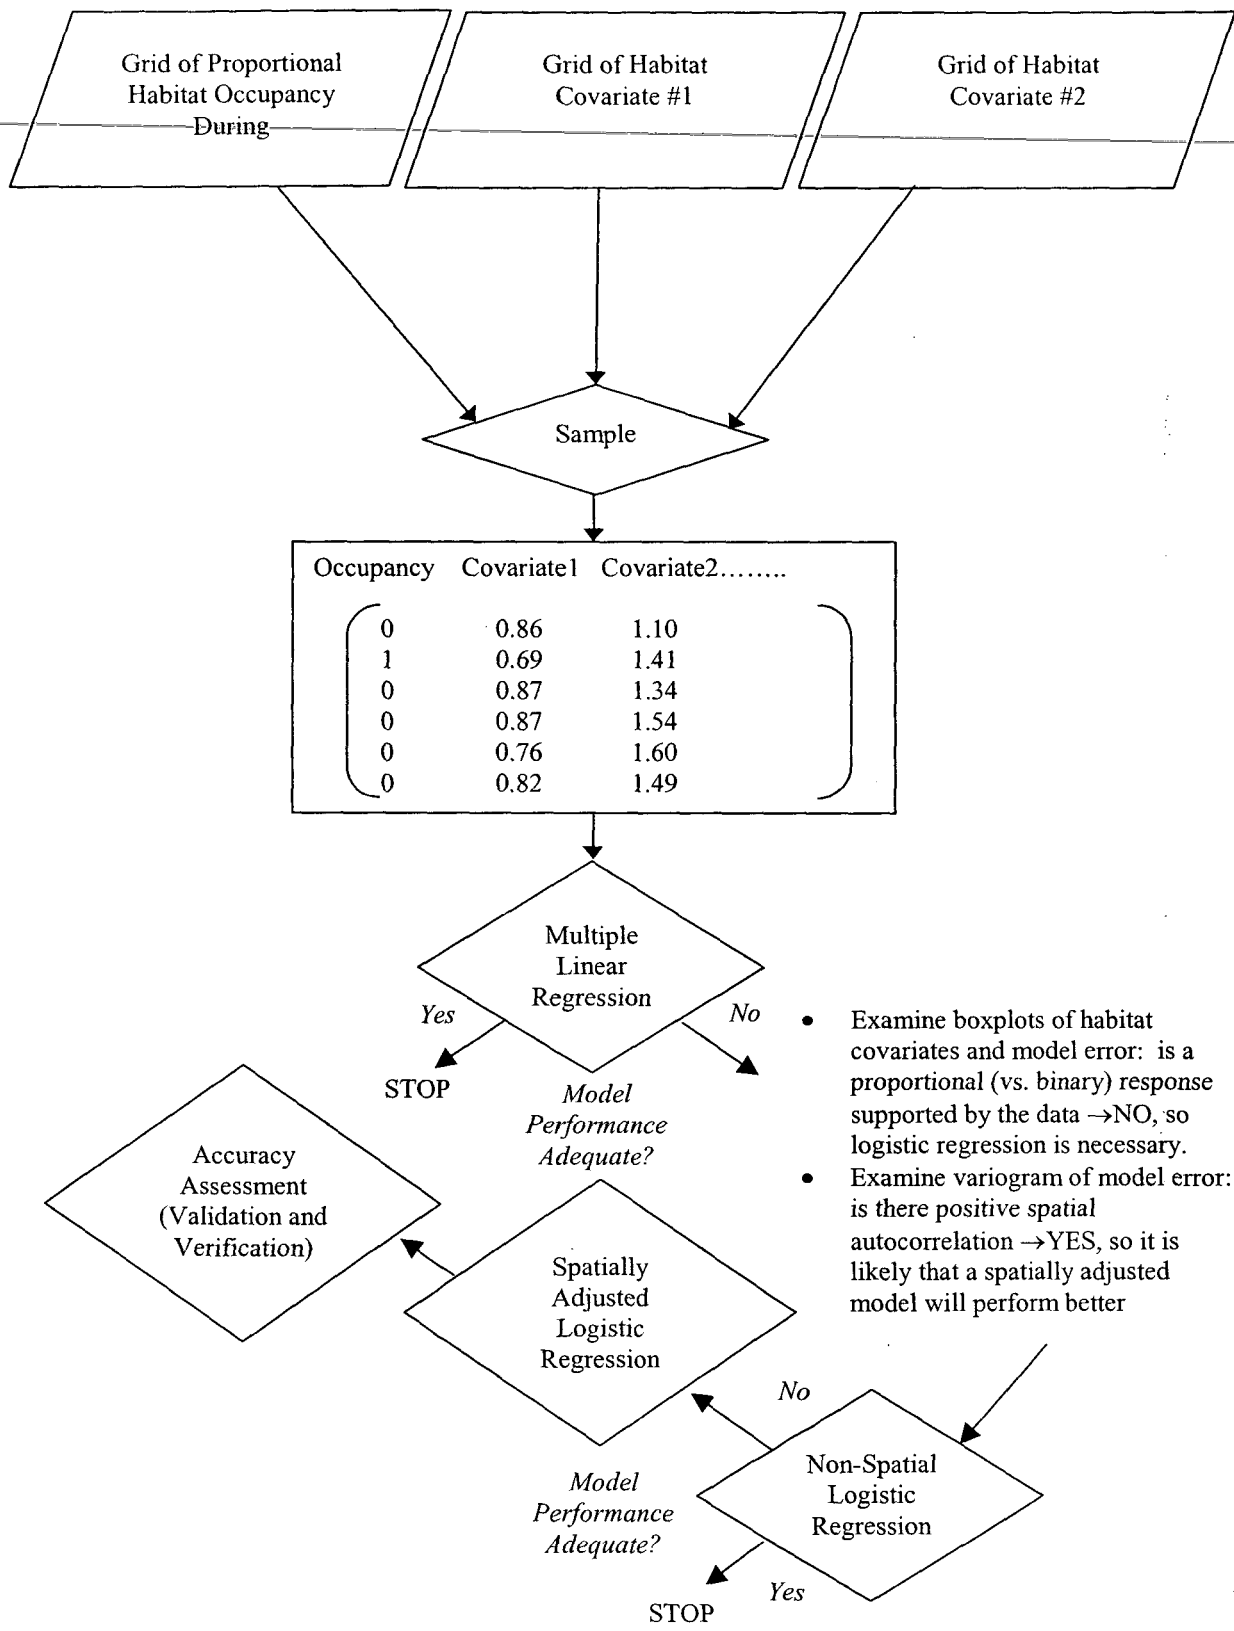 Grid of Proportional
Habitat Occupancy
During
Grid of Habitat
Covariate #1
Grid of Habitat
Covariate #2
Sample
Occupancy Covariate1 Covariate2........
0 0.86 1.10
1 0.69 1.41
0 0.87 1.34
0 0.87 1.54
0 0.76 1.60
0 0.82 1.49
Multiple
Linear
Regression
Yes
No
STOP
Model
Performance
Adequate?
• Examine boxplots of habitat
covariates and model error: is a
proportional (vs. binary) response
supported by the data →NO, so
logistic regression is necessary.
• Examine variogram of model error:
is there positive spatial
autocorrelation →YES, so it is
likely that a spatially adjusted
model will perform better
Accuracy
Assessment
(Validation and
Verification)
Spatially
Adjusted
Logistic
Regression
No
Non-Spatial
Logistic
Regression
Model
Performance
Adequate?
Yes
STOP